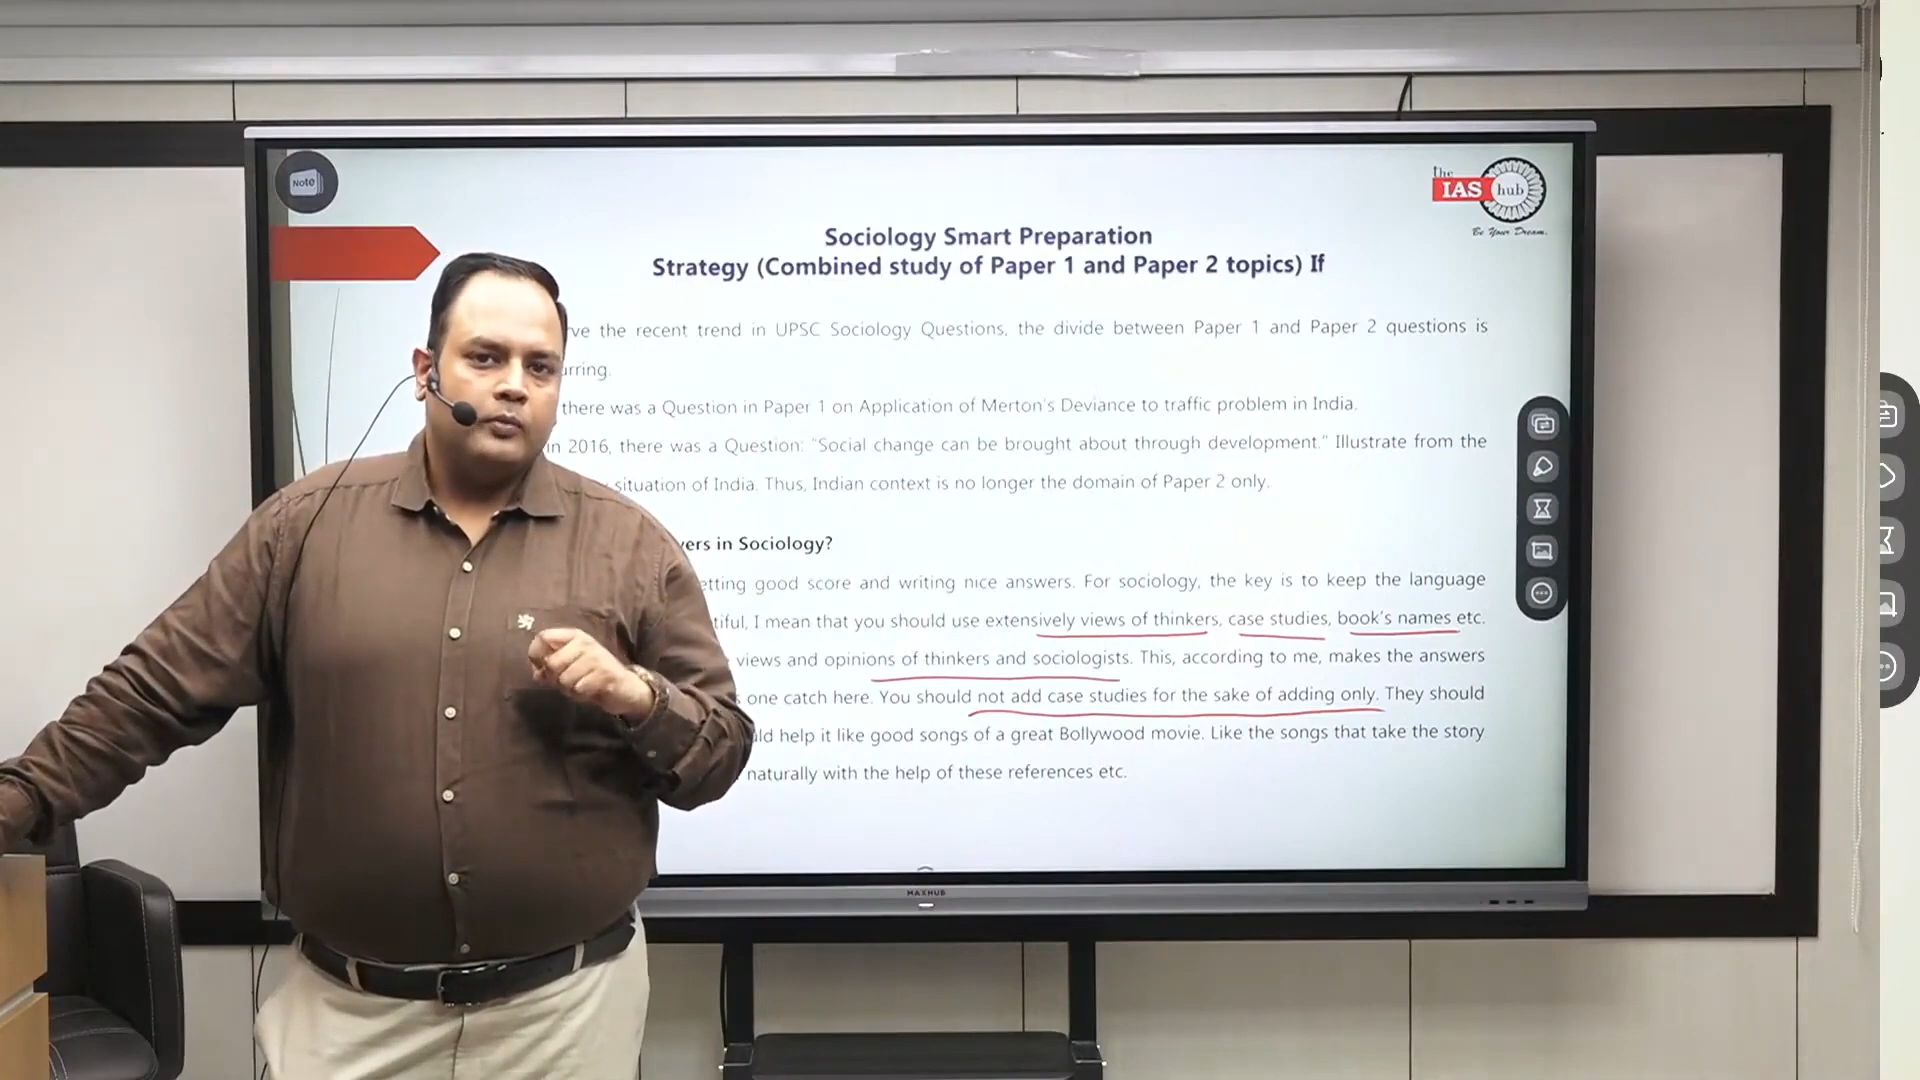 Note
the
IAS hub
Be Your Dream.
Sociology Smart Preparation
Strategy (Combined study of Paper 1 and Paper 2 topics) If
the recent trend in UPSC Sociology Questions, the divide between Paper 1 and Paper 2 questions is
there was a Question in Paper 1 on Application of Merton's Deviance to traffic problem in India.
in 2016, there was a Question: "Social change can be brought about through development." Illustrate from the
situation of India. Thus, Indian context is no longer the domain of Paper 2 only.
in Sociology?
good score and writing nice answers. For sociology, the key is to keep the language
I mean that you should use extensively views of thinkers, case studies, book's names etc.
views and opinions of thinkers and sociologists. This, according to me, makes the answers
one catch here. You should not add case studies for the sake of adding only. They should
help it like good songs of a great Bollywood movie. Like the songs that take the story
naturally with the help of these references etc.
MAXHUB